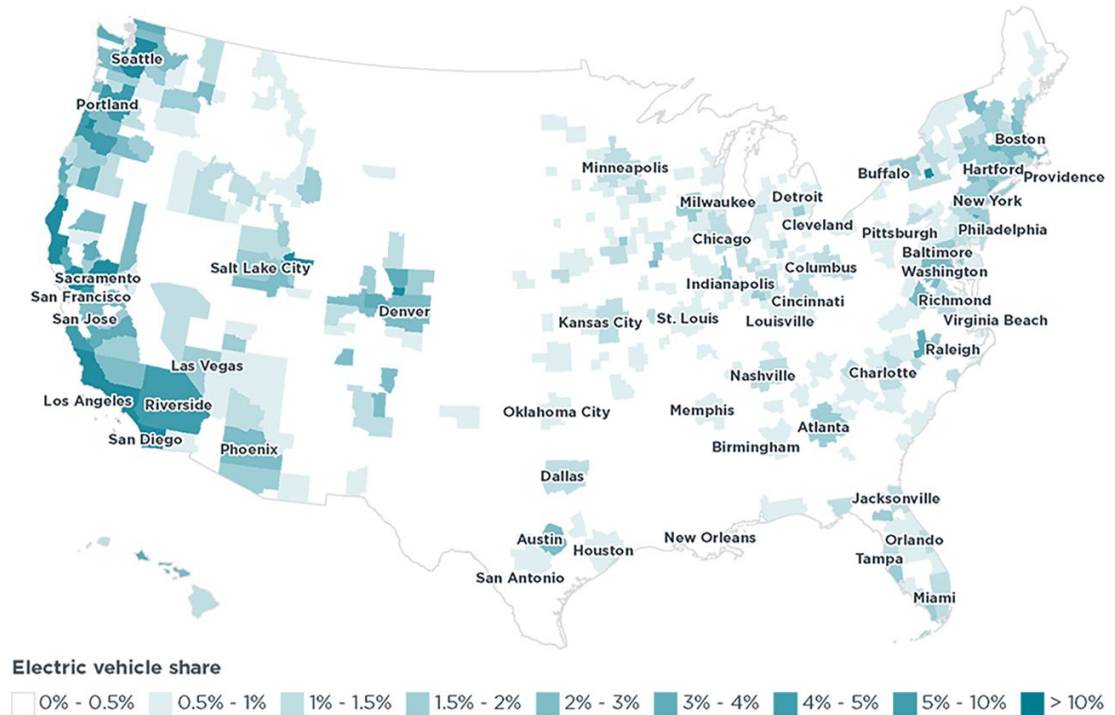 Seattle
Portland
Minneapolis
Boston
Buffalo
Hartford
Providence
Milwaukee
Detroit
New York
Cleveland
Pittsburgh
Philadelphia
Chicago
Baltimore
Salt Lake City
Columbus
Washington
Sacramento
Indianapolis
San Francisco
Cincinnati
Richmond
Denver
San Jose
Kansas City
St. Louis
Louisville
Virginia Beach
Raleigh
Las Vegas
Nashville
Charlotte
Los Angeles
Riverside
Oklahoma City
Memphis
San Diego
Atlanta
Phoenix
Birmingham
Dallas
Jacksonville
Austin
Houston
New Orleans
Orlando
Tampa
San Antonio
Miami
Electric vehicle share
0% - 0.5% 0.5% - 1% 1% - 1.5% 1.5% - 2% 2% - 3% 3% - 4% 4% - 5% 5% - 10% > 10%